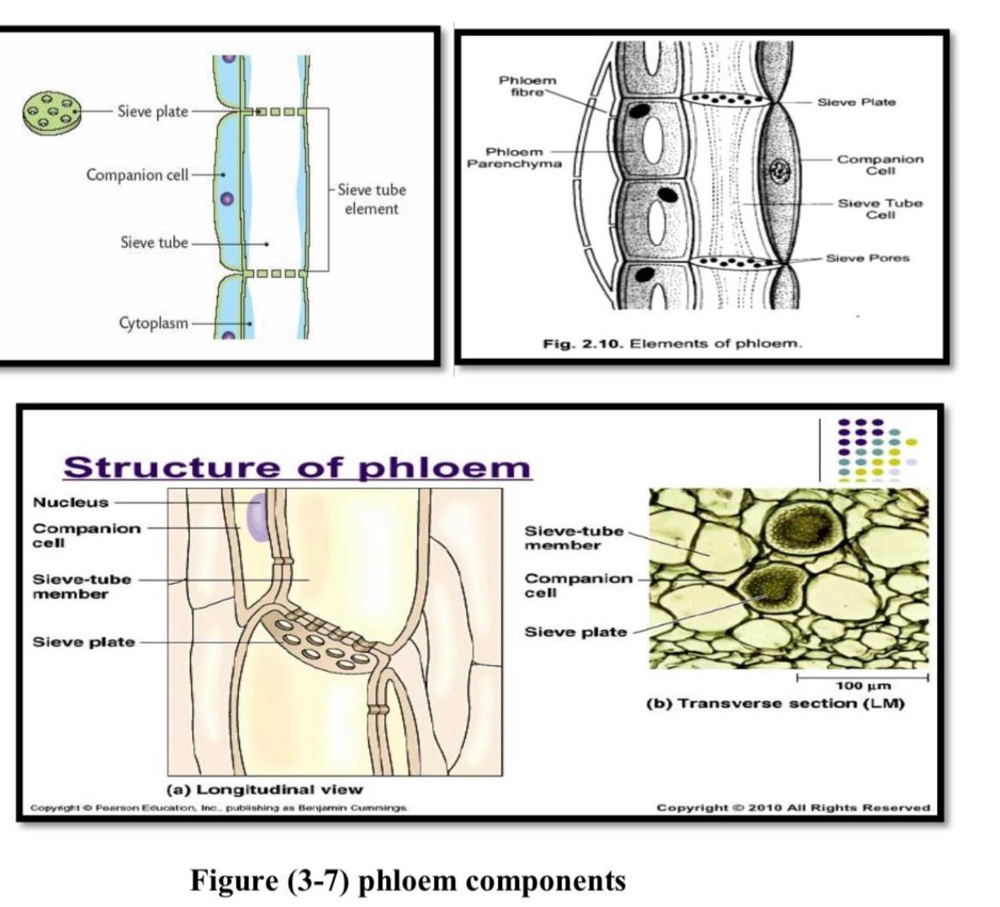 Sieve plate
Companion cell
Sieve tube
element
Sieve tube
Cytoplasm
Phloem
fibre
Sieve Plate
Phloem
Parenchyma
Companion
Cell
Sieve Tube
Cell
Sieve Pores
Fig. 2.10. Elements of phloem.
Structure of phloem
Nucleus
Companion
cell
Sieve-tube
member
Sieve plate
(a) Longitudinal view
Copyright © Pearson Education, Inc., publishing as Benjamin Cummings.
Sieve-tube
member
Companion
cell
Sieve plate
100 µm
(b) Transverse section (LM)
Copyright © 2010 All Rights Reserved
Figure (3-7) phloem components